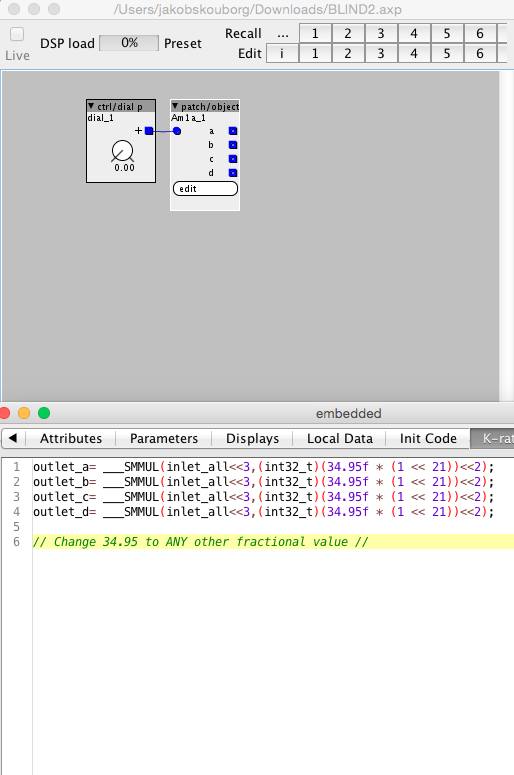 /Users/jakobskouborg/Downloads/BLIND2.axp
Live DSP load 0% Preset Recall ... 1 2 3 4 5 6
Edit i 1 2 3 4 5 6
▼ ctrl/dial p
dial_1
+
0.00
▼ patch/object
Am1a_1
a
b
c
d
edit
embedded
◀ Attributes Parameters Displays Local Data Init Code K-rat
1 outlet_a= ___SMMUL(inlet_all<<3,(int32_t)(34.95f * (1 << 21))<<2);
2 outlet_b= ___SMMUL(inlet_all<<3,(int32_t)(34.95f * (1 << 21))<<2);
3 outlet_c= ___SMMUL(inlet_all<<3,(int32_t)(34.95f * (1 << 21))<<2);
4 outlet_d= ___SMMUL(inlet_all<<3,(int32_t)(34.95f * (1 << 21))<<2);
5
6 // Change 34.95 to ANY other fractional value //